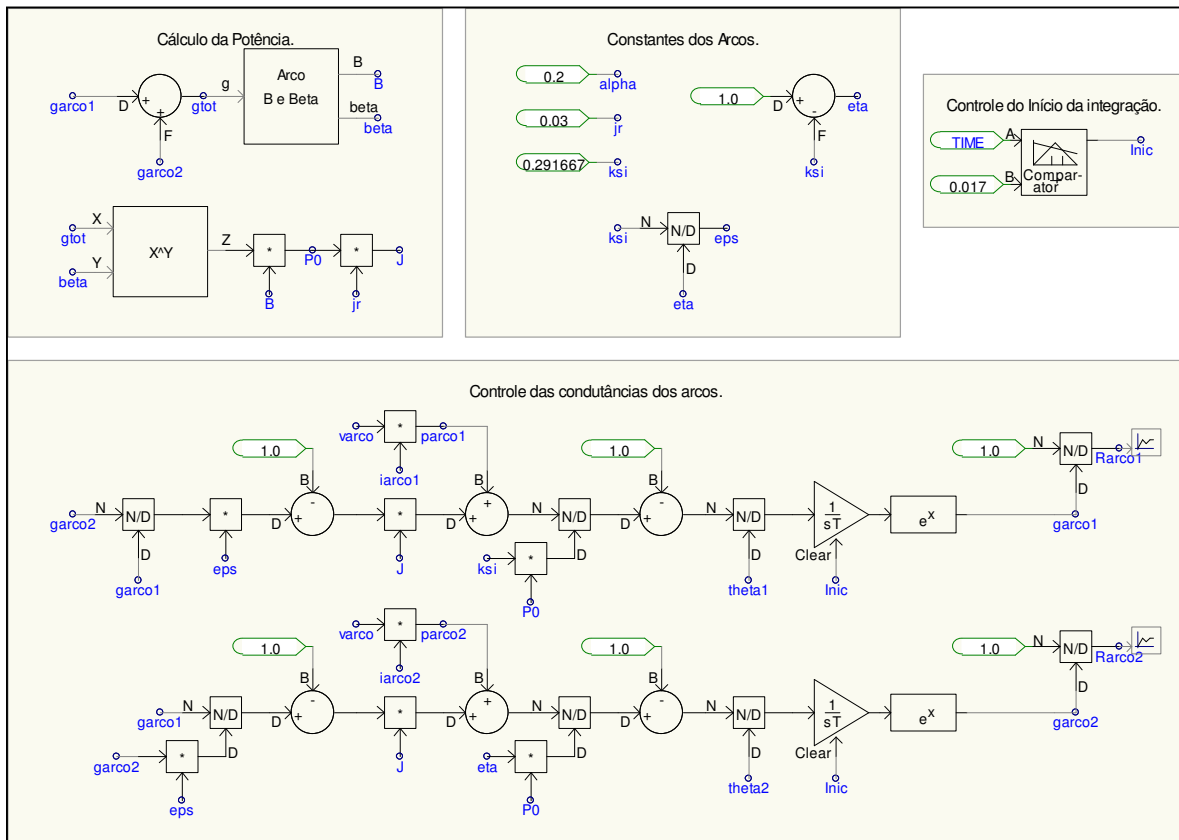 Cálculo da Potência.
garco1
D
+
+
F
garco2
gtot
g
Arco
B e Beta
B
B
beta
beta
gtot
X
beta
Y
X^Y
Z
*
B
P0
*
jr
J
Constantes dos Arcos.
0.2
alpha
0.03
jr
0.291667
ksi
1.0
D
+
-
F
ksi
eta
ksi
N
N/D
D
eta
eps
Controle do Início da integração.
TIME
A
0.017
B
Compar-
ator
Inic
Controle das condutâncias dos arcos.
garco2
N
N/D
D
garco1
*
eps
1.0
B
D
+
-
*
J
varco
*
iarco1
parco1
B
D
+
+
N
N/D
D
ksi
*
P0
1.0
B
D
+
-
N
N/D
D
theta1
1
sT
Clear
Inic
e^x
1.0
N
N/D
D
garco1
Rarco1
garco1
N
N/D
D
garco2
*
eps
1.0
B
D
+
-
*
J
varco
*
iarco2
parco2
B
D
+
+
N
N/D
D
eta
*
P0
1.0
B
D
+
-
N
N/D
D
theta2
1
sT
Clear
Inic
e^x
1.0
N
N/D
D
garco2
Rarco2